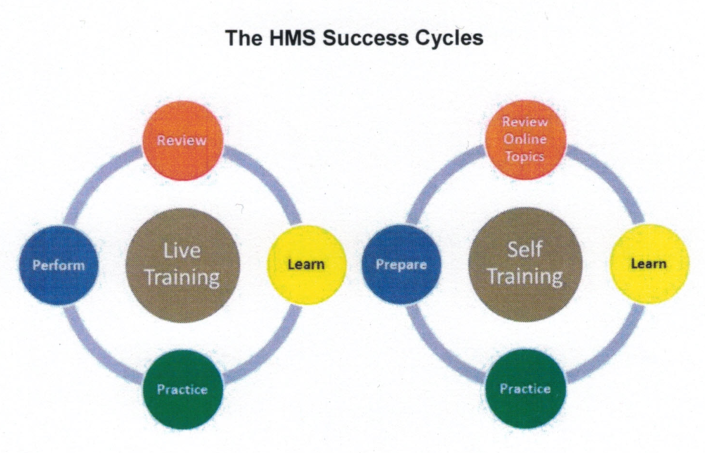 The HMS Success Cycles
Review
Perform
Live
Training
Learn
Practice
Review
Online
Topics
Prepare
Self
Training
Learn
Practice